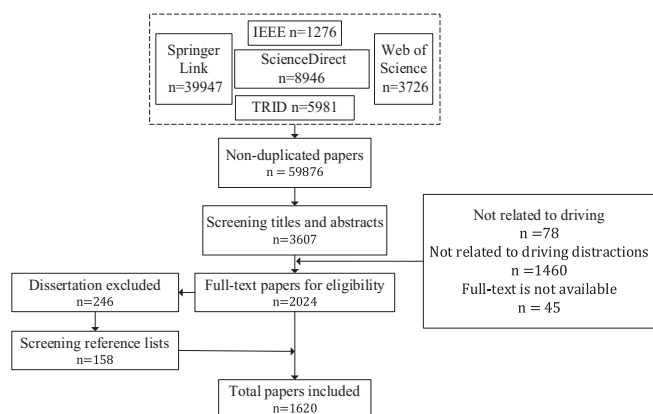 IEEE n=1276
Springer
Link
n=39947
ScienceDirect
n=8946
Web of
Science
n=3726
TRID n=5981
Non-duplicated papers
n = 59876
Screening titles and abstracts
n=3607
Not related to driving
n =78
Not related to driving distractions
n =1460
Full-text is not available
n = 45
Dissertation excluded
n=246
Full-text papers for eligibility
n=2024
Screening reference lists
n=158
Total papers included
n=1620